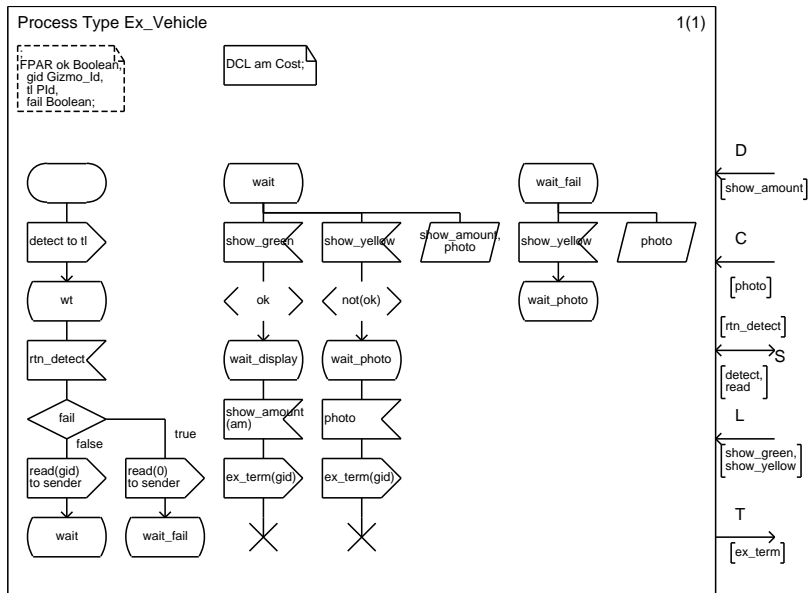 Process Type Ex_Vehicle
1(1)
FPAR ok Boolean,
gid Gizmo_Id,
tl PId,
fail Boolean;
DCL am Cost;
detect to tl
wt
rtn_detect
fail
false
true
read(gid)
to sender
read(0)
to sender
wait
wait_fail
wait
show_green
show_yellow
show_amount,
photo
ok
not(ok)
wait_display
wait_photo
show_amount
(am)
photo
ex_term(gid)
ex_term(gid)
wait_fail
show_yellow
photo
wait_photo
D
[show_amount]
C
[photo]
[rtn_detect]
S
[detect,
read]
L
[show_green,
show_yellow]
T
[ex_term]